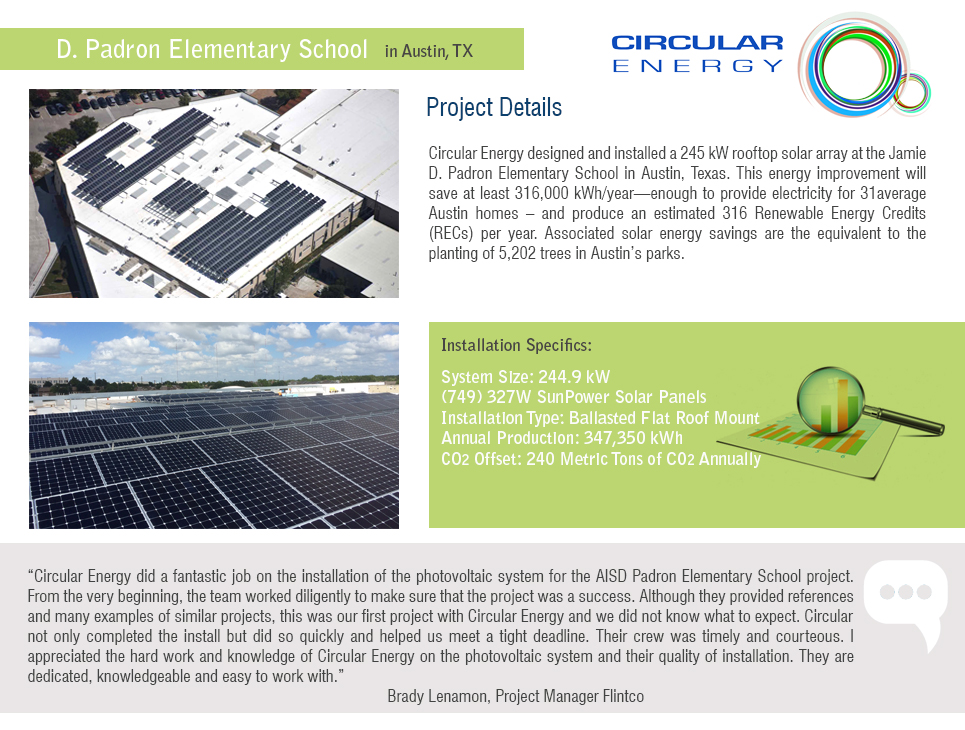 D. Padron Elementary School in Austin, TX
CIRCULAR
ENERGY
Project Details
Circular Energy designed and installed a 245 kW rooftop solar array at the Jamie
D. Padron Elementary School in Austin, Texas. This energy improvement will
save at least 316,000 kWh/year—enough to provide electricity for 31average
Austin homes – and produce an estimated 316 Renewable Energy Credits
(RECs) per year. Associated solar energy savings are the equivalent to the
planting of 5,202 trees in Austin's parks.
Installation Specifics:
System Size: 244.9 kW
(749) 327W SunPower Solar Panels
Installation Type: Ballasted Flat Roof Mount
Annual Production: 347,350 kWh
CO2 Offset: 240 Metric Tons of CO2 Annually
“Circular Energy did a fantastic job on the installation of the photovoltaic system for the AISD Padron Elementary School project.
From the very beginning, the team worked diligently to make sure that the project was a success. Although they provided references
and many examples of similar projects, this was our first project with Circular Energy and we did not know what to expect. Circular
not only completed the install but did so quickly and helped us meet a tight deadline. Their crew was timely and courteous. I
appreciated the hard work and knowledge of Circular Energy on the photovoltaic system and their quality of installation. They are
dedicated, knowledgeable and easy to work with.”
Brady Lenamon, Project Manager Flintco